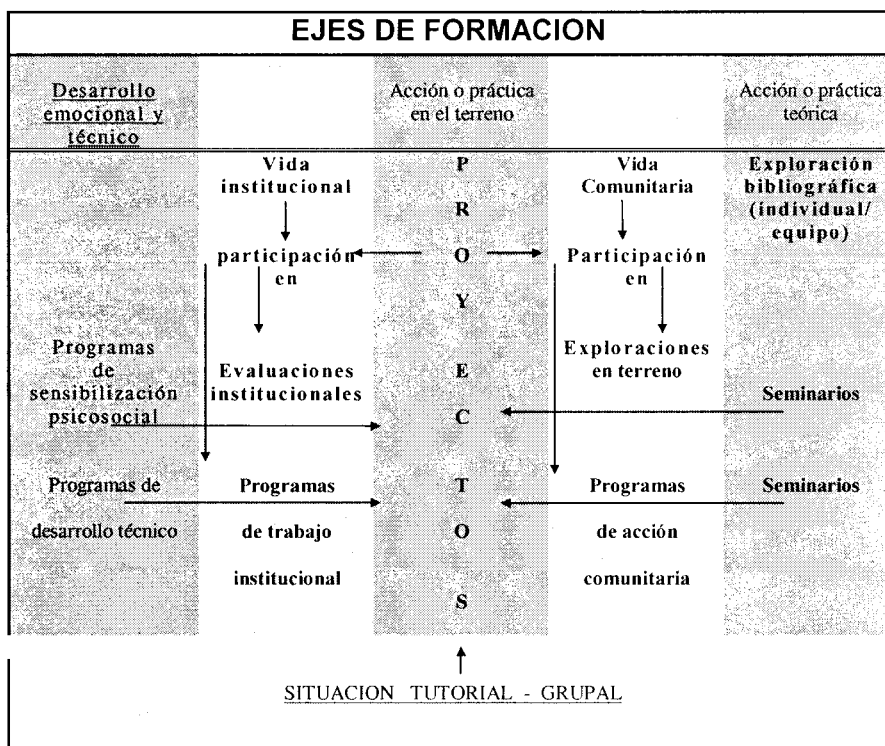 EJES DE FORMACION
Desarrollo
emocional y
técnico
Acción o práctica
en el terreno
Acción o práctica
teórica
Vida
institucional
participación
en
Evaluaciones
institucionales
Programas
de
sensibilización
psicosocial
Programas de
desarrollo técnico
Programas
de trabajo
institucional
P
R
O
Y
E
C
T
O
S
Vida
Comunitaria
Participación
en
Exploraciones
en terreno
Programas
de acción
comunitaria
Exploración
bibliográfica
(individual/
equipo)
Seminarios
Seminarios
SITUACION TUTORIAL - GRUPAL